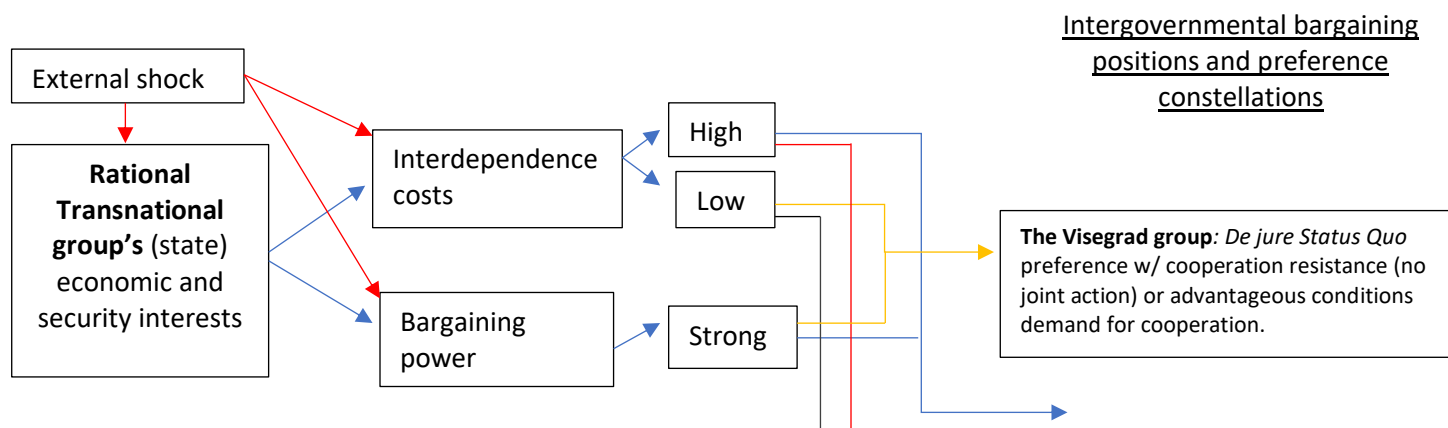 Intergovernmental bargaining
positions and preference
constellations
External shock
Rational
Transnational
group’s (state)
economic and
security interests
Interdependence
costs
Bargaining
power
High
Low
Strong
The Visegrad group: De jure Status Quo
preference w/ cooperation resistance (no
joint action) or advantageous conditions
demand for cooperation.